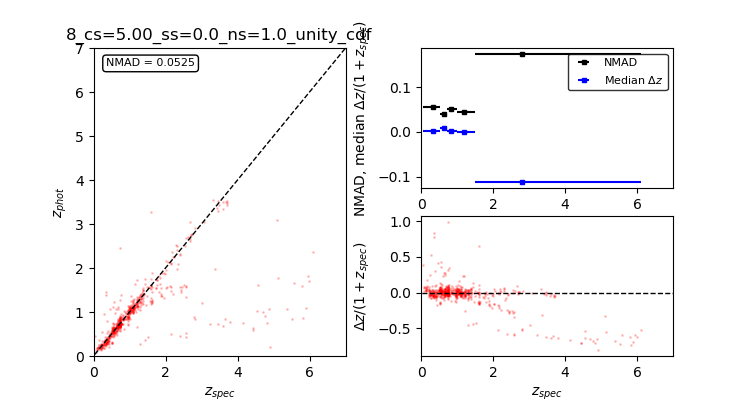 8_cs=5.00_ss=0.0_ns=1.0_unity_cdf
NMAD = 0.0525
7
6
5
4
3
2
1
0
z_phot
0 2 4 6
z_spec
NMAD, median Δz/(1 + z_spec)
NMAD
Median Δz
0.1
0.0
−0.1
0 2 4 6
Δz/(1 + z_spec)
1.0
0.5
0.0
−0.5
0 2 4 6
z_spec